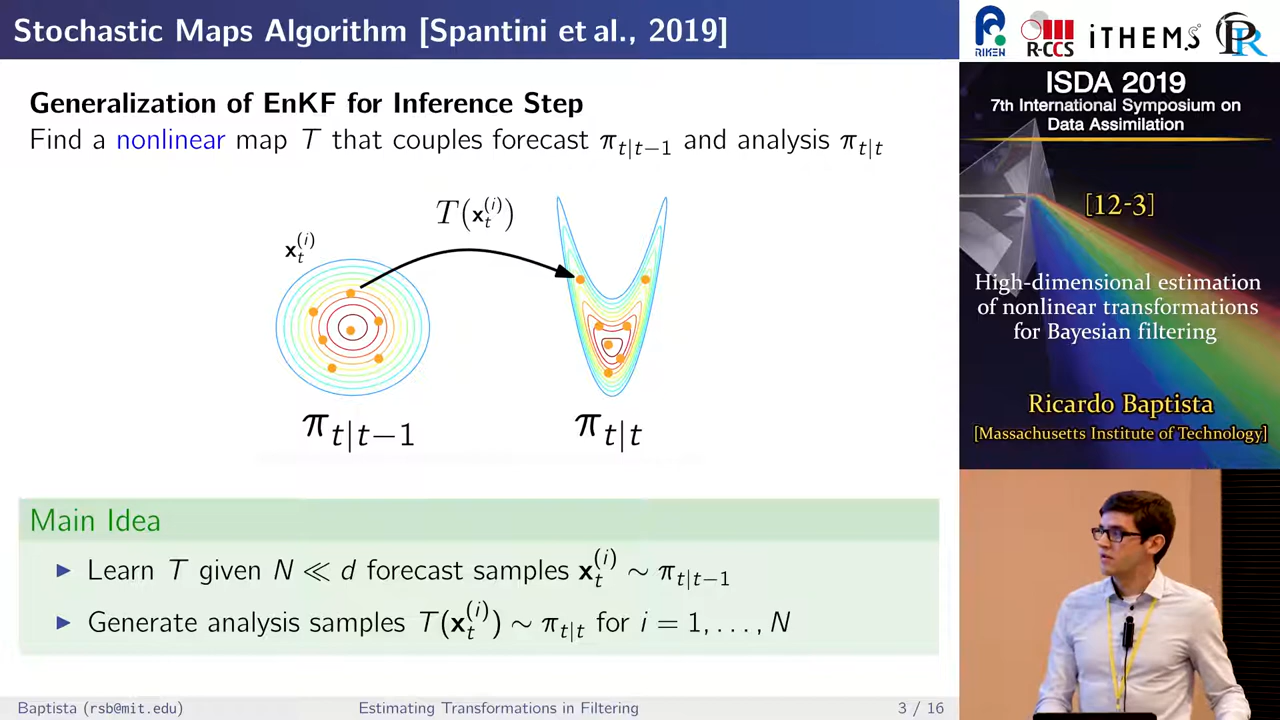 Stochastic Maps Algorithm [Spantini et al., 2019]
Generalization of EnKF for Inference Step
Find a nonlinear map T that couples forecast π_{t|t−1} and analysis π_{t|t}
T(x_t^{(i)})
x_t^{(i)}
π_{t|t−1}
π_{t|t}
Main Idea
▶ Learn T given N ≪ d forecast samples x_t^{(i)} ∼ π_{t|t−1}
▶ Generate analysis samples T(x_t^{(i)}) ∼ π_{t|t} for i = 1, . . . , N
Baptista (rsb@mit.edu) Estimating Transformations in Filtering 3 / 16
RIKEN R-CCS iTHEMS
ISDA 2019
7th International Symposium on
Data Assimilation
[12-3]
High-dimensional estimation
of nonlinear transformations
for Bayesian filtering
Ricardo Baptista
[Massachusetts Institute of Technology]